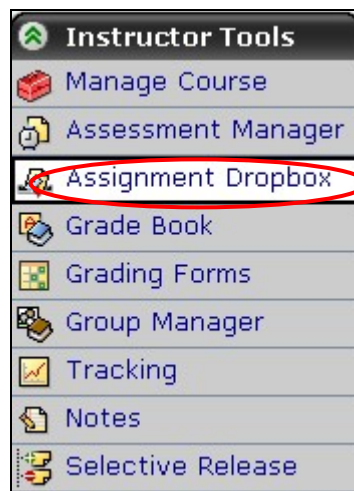 Instructor Tools
Manage Course
Assessment Manager
Assignment Dropbox
Grade Book
Grading Forms
Group Manager
Tracking
Notes
Selective Release